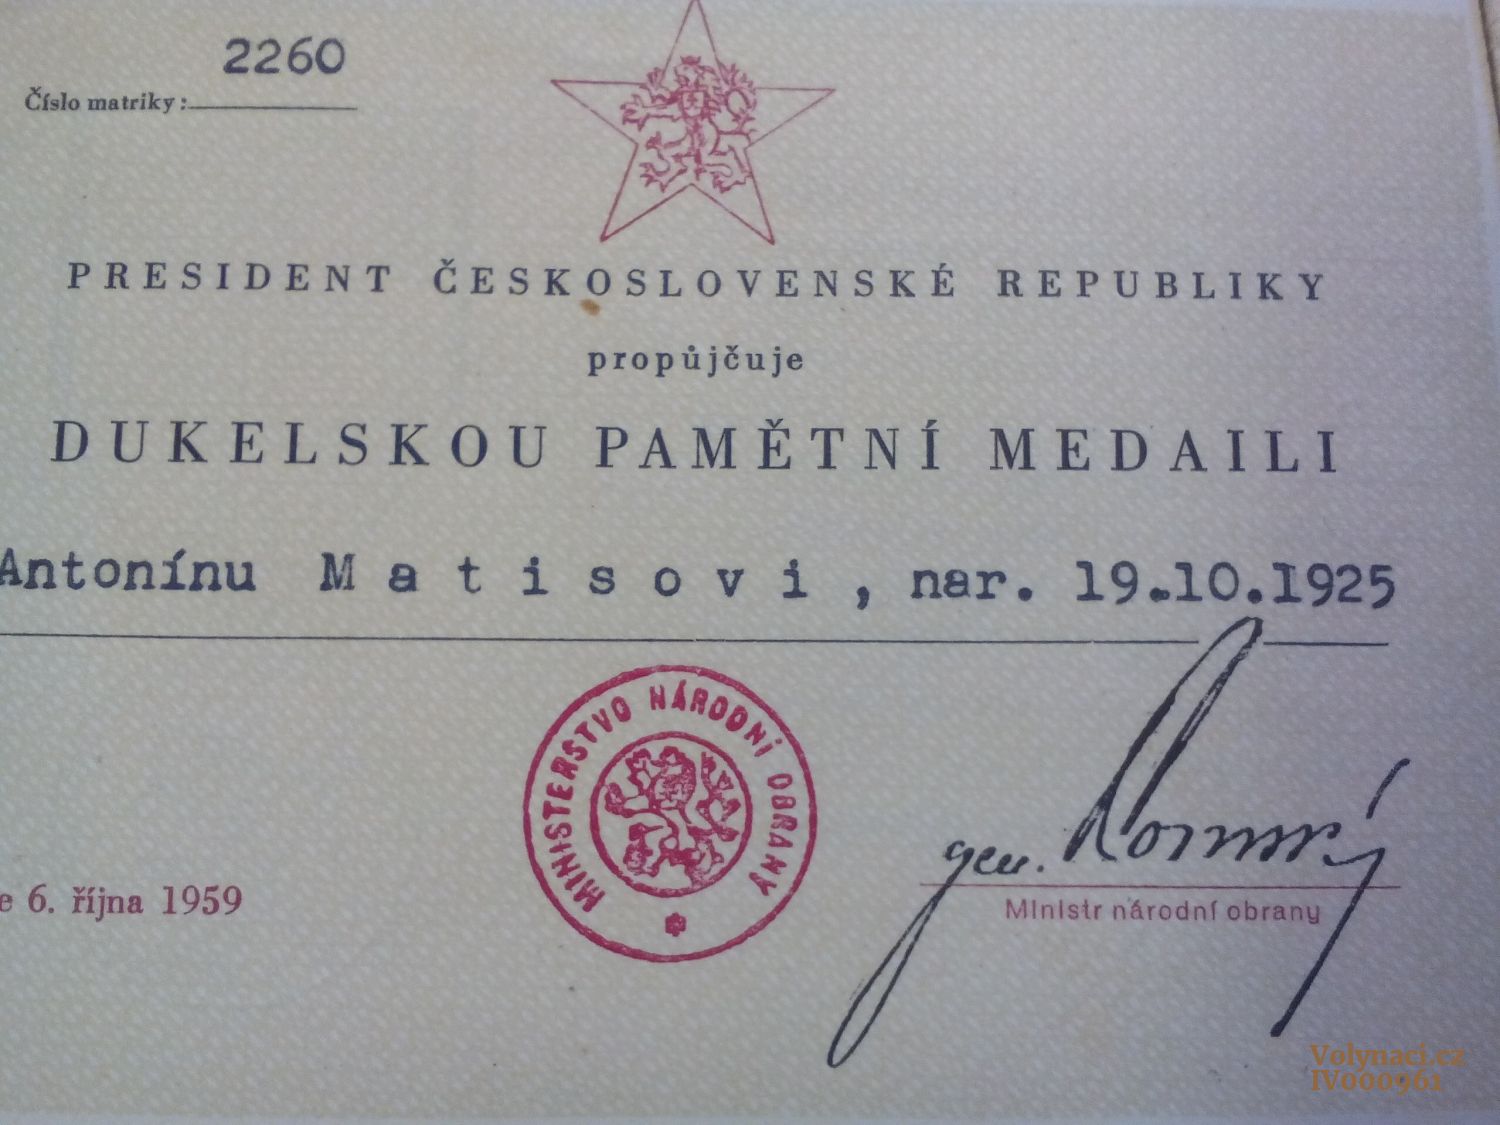 2260
Číslo matriky:
PRESIDENT ČESKOSLOVENSKÉ REPUBLIKY
propůjčuje
DUKELSKOU PAMĚTNÍ MEDAILI
Antonínu Matisovi, nar. 19.10.1925
MINISTERSTVO NÁRODNÍ OBRANY
e 6. října 1959
gen.
Ministr národní obrany
Volynaci.cz
IV000961